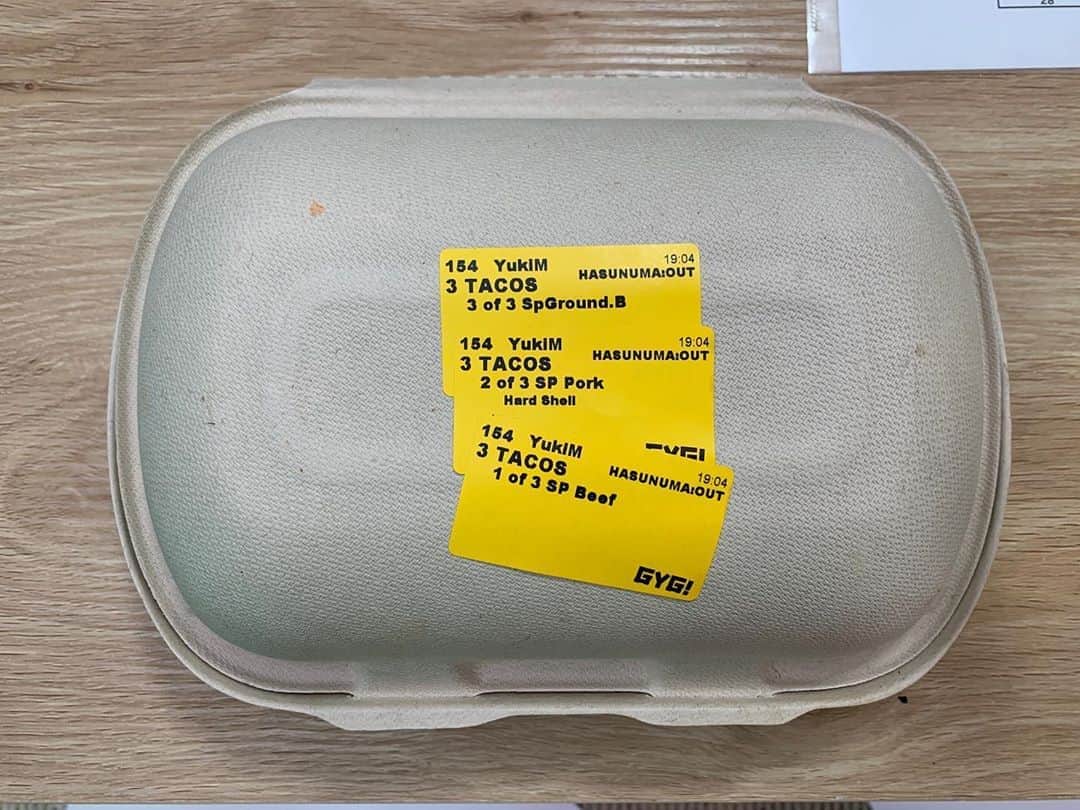 28
154 YukiM 19:04
3 TACOS HASUNUMA:OUT
3 of 3 SpGround.B
154 YukiM 19:04
3 TACOS HASUNUMA:OUT
2 of 3 SP Pork
Hard Shell
GYG!
154 YukiM
3 TACOS 19:04
1 of 3 SP Beef HASUNUMA:OUT
GYG!